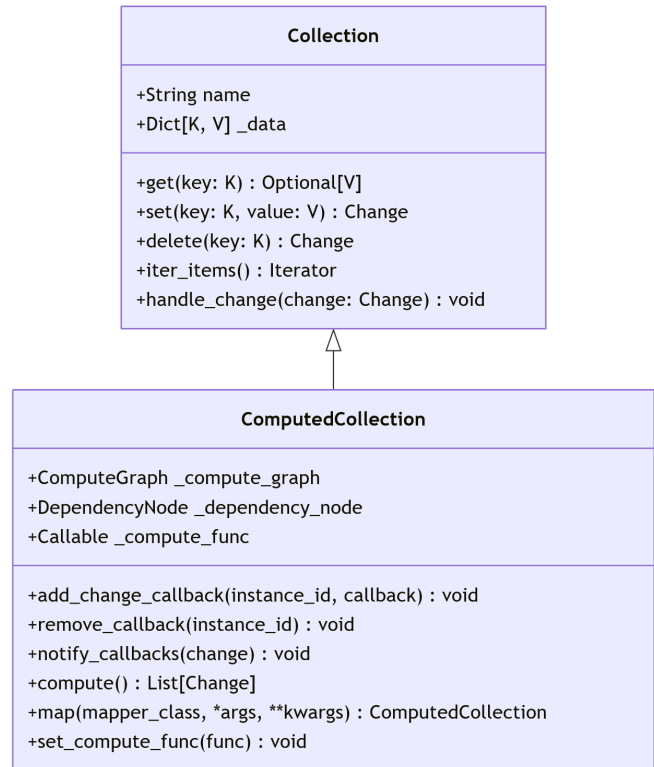 Collection
+String name
+Dict[K, V] _data
+get(key: K) : Optional[V]
+set(key: K, value: V) : Change
+delete(key: K) : Change
+iter_items() : Iterator
+handle_change(change: Change) : void
ComputedCollection
+ComputeGraph _compute_graph
+DependencyNode _dependency_node
+Callable _compute_func
+add_change_callback(instance_id, callback) : void
+remove_callback(instance_id) : void
+notify_callbacks(change) : void
+compute() : List[Change]
+map(mapper_class, *args, **kwargs) : ComputedCollection
+set_compute_func(func) : void